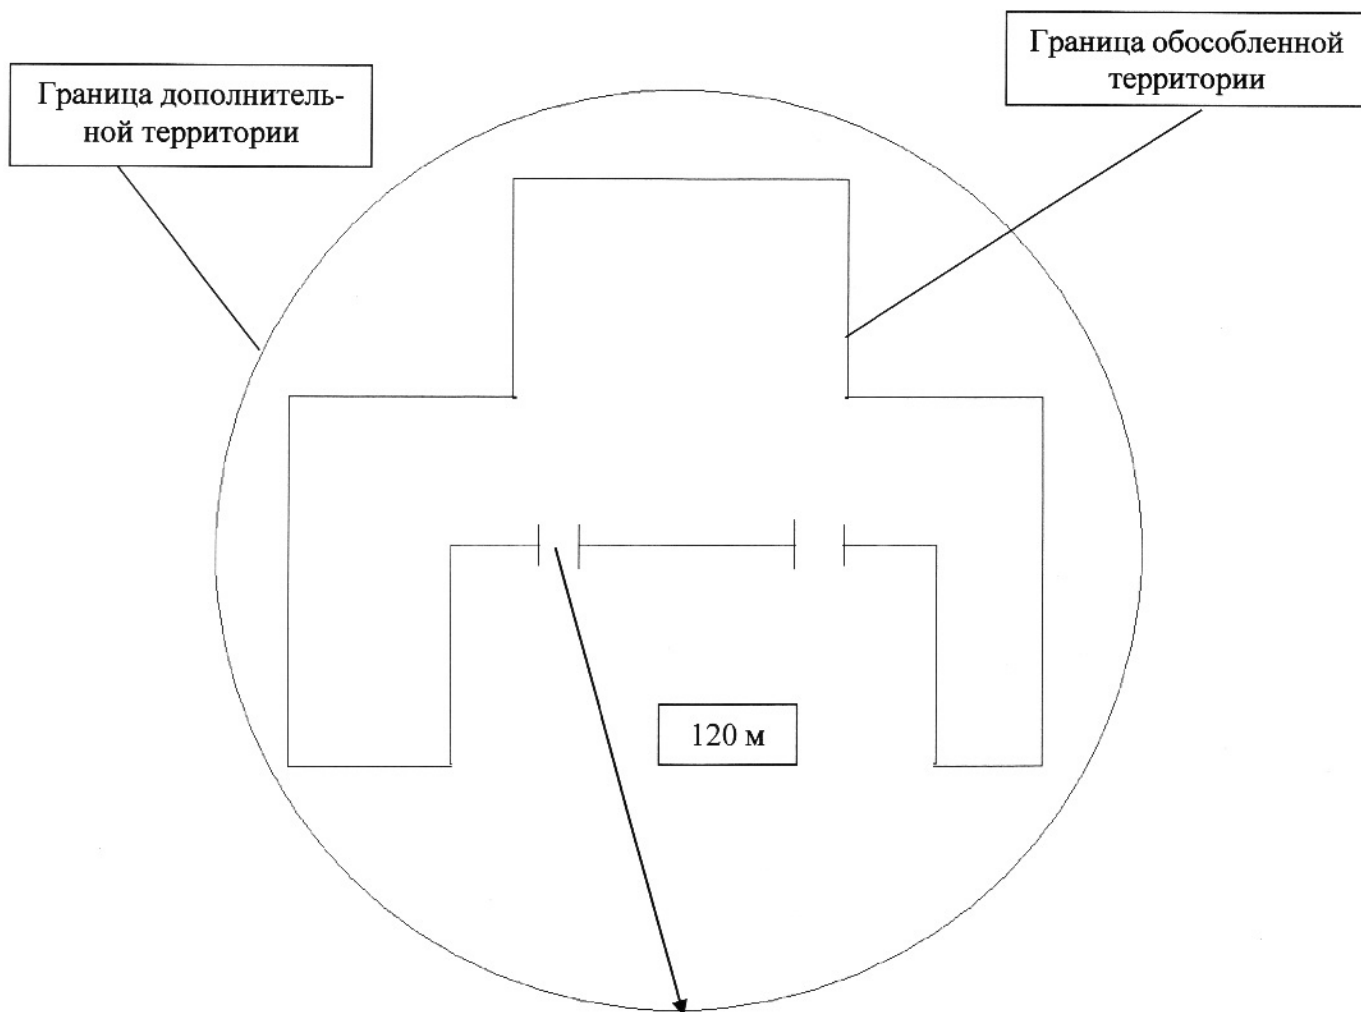 Граница дополнитель-
ной территории
Граница обособленной
территории
120 м